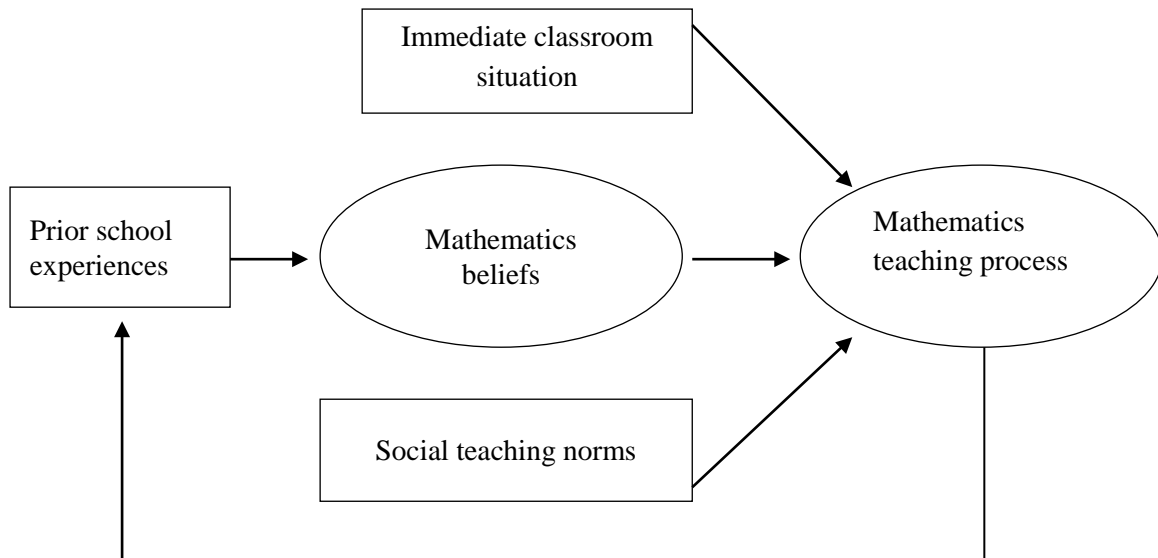 Immediate classroom
situation
Prior school
experiences
Mathematics
beliefs
Mathematics
teaching process
Social teaching norms